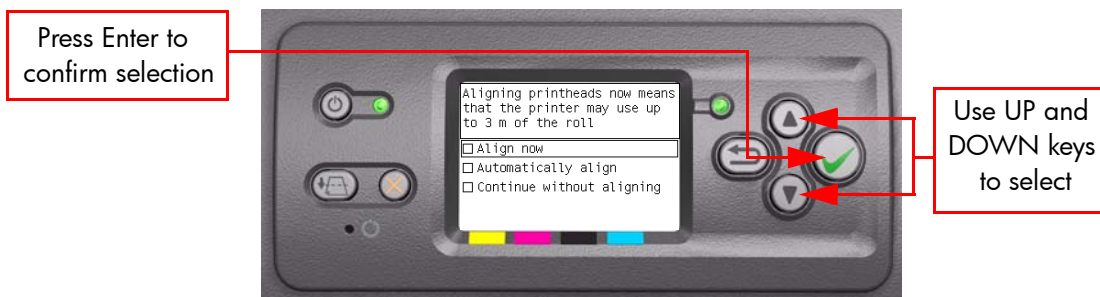 Press Enter to
confirm selection
Aligning printheads now means
that the printer may use up
to 3 m of the roll
Align now
Automatically align
Continue without aligning
Use UP and
DOWN keys
to select